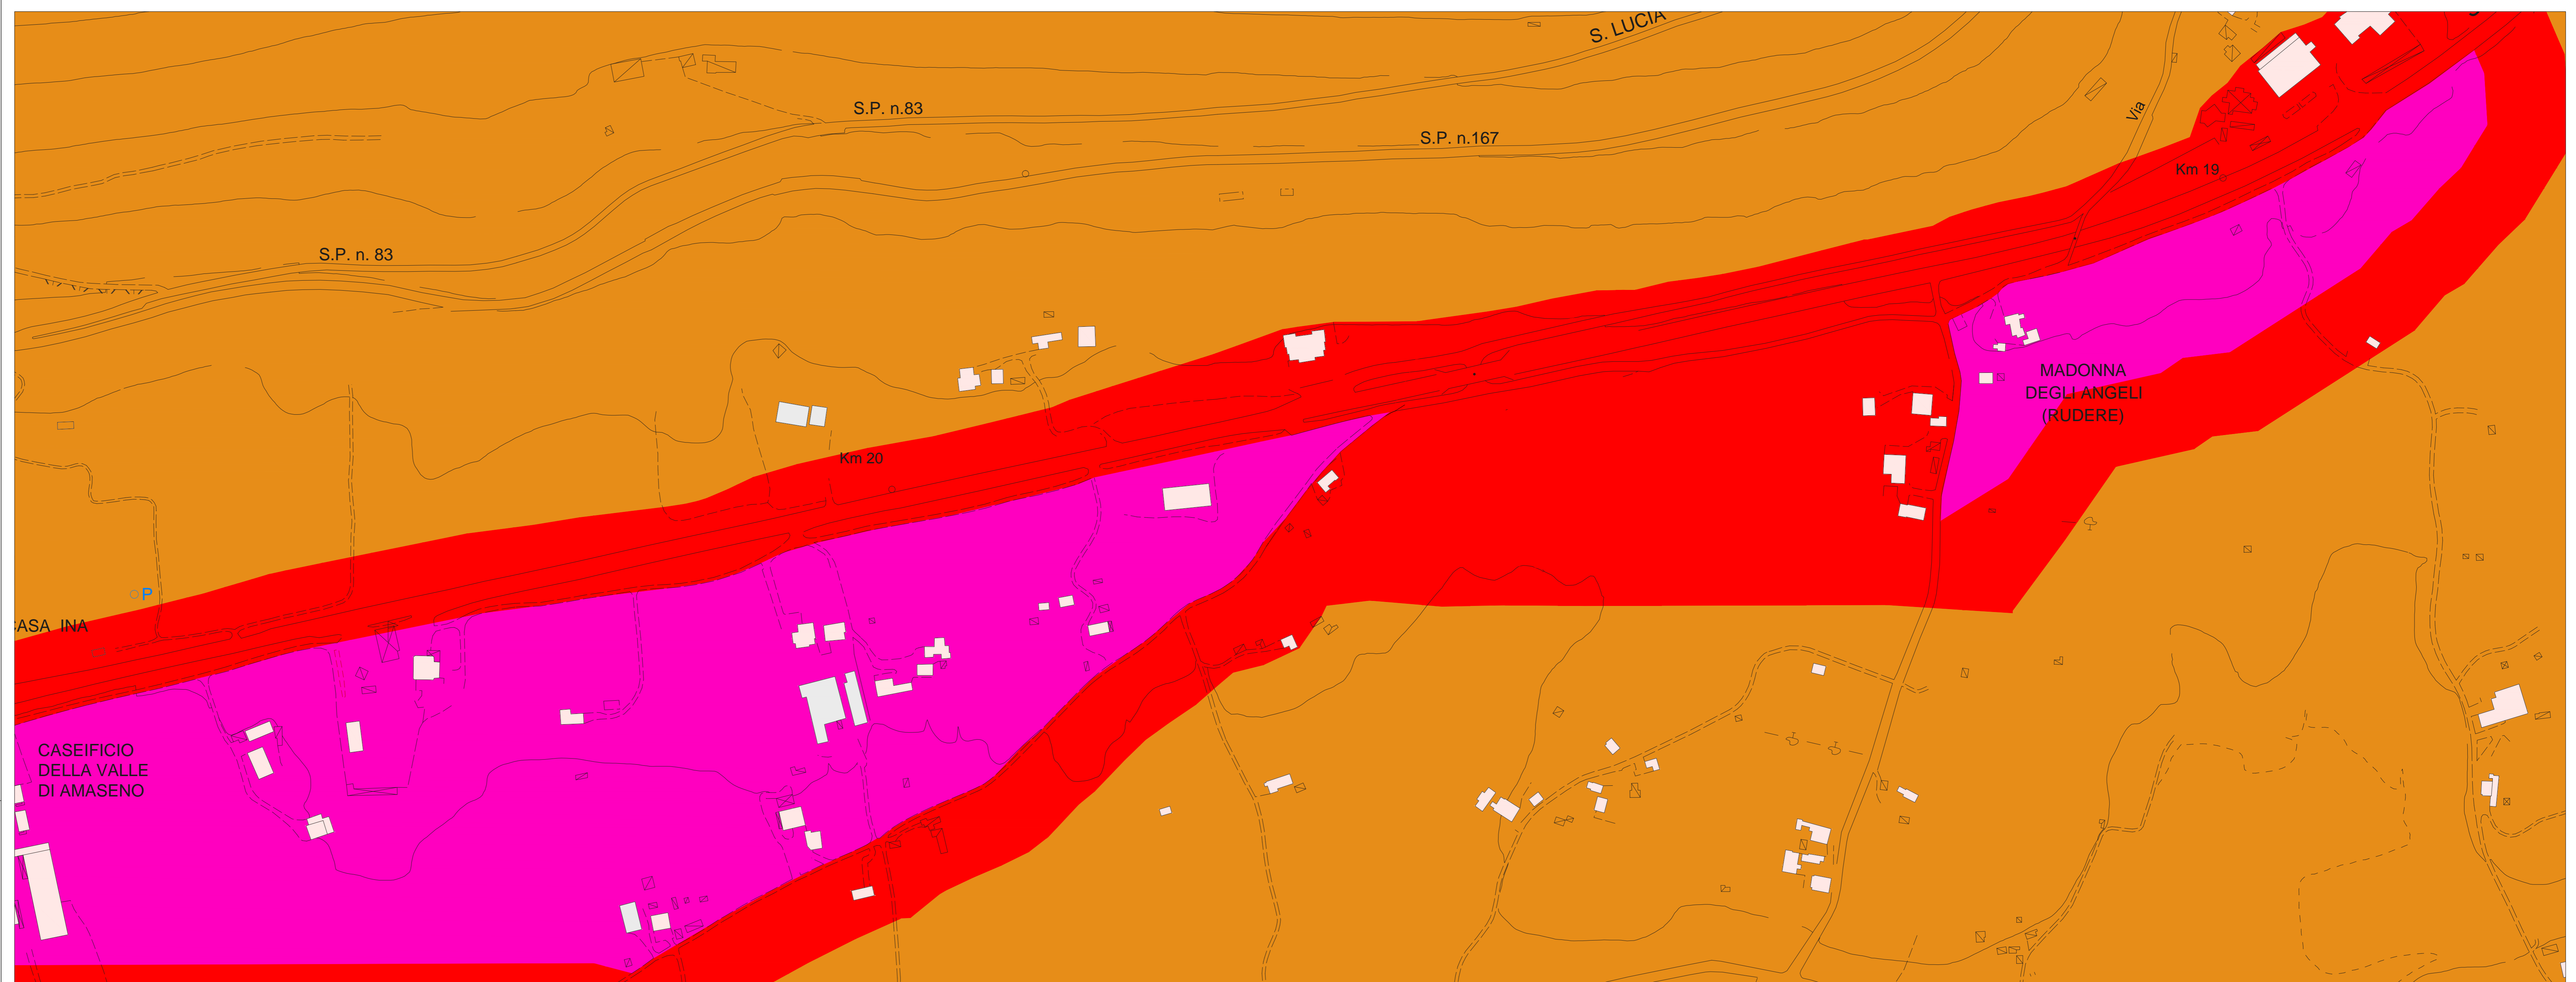 S. LUCIA
S.P. n.83
S.P. n.167
Via
Km 19
S.P. n. 83
MADONNA
DEGLI ANGELI
(RUDERE)
Km 20
P
CASA INA
CASEIFICIO
DELLA VALLE
DI AMASENO